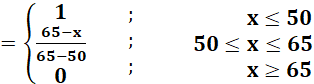 = { 1 ; x ≤ 50
65−x / 65−50 ; 50 ≤ x ≤ 65
0 ; x ≥ 65